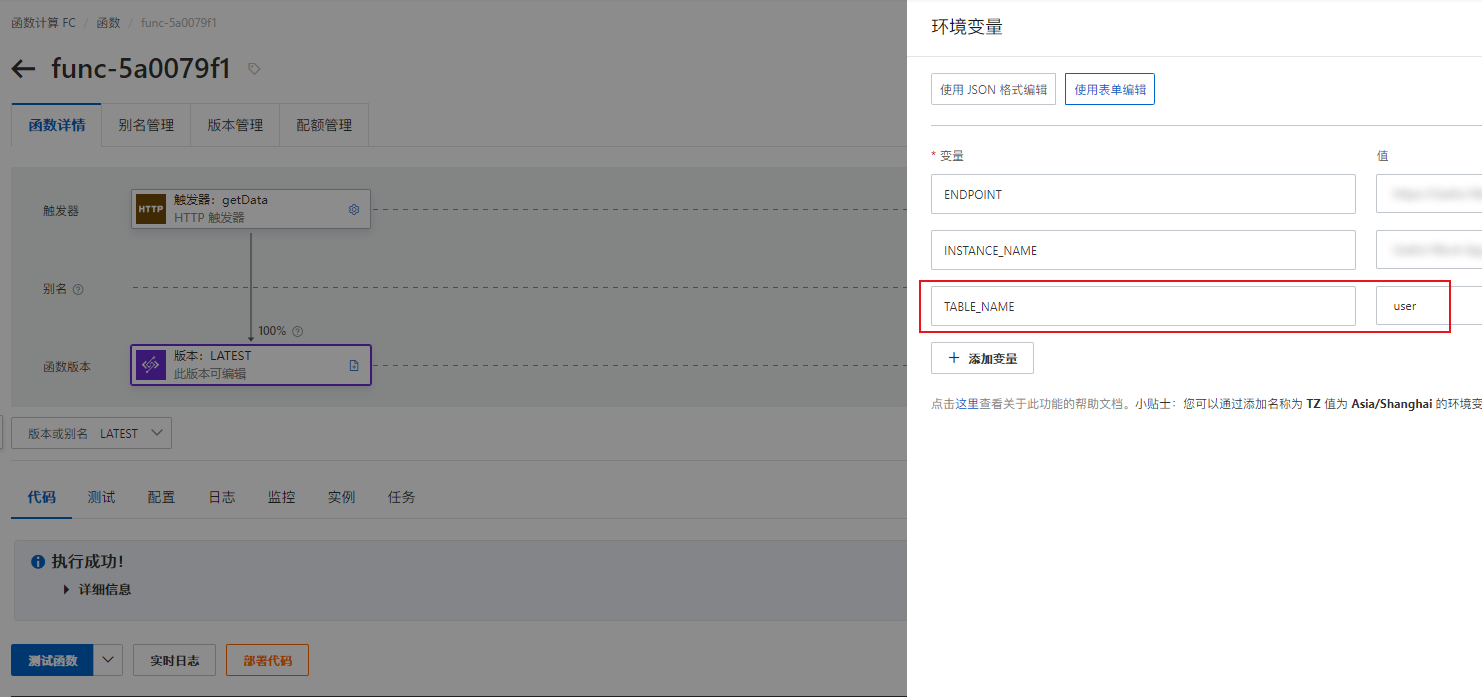 函数计算 FC / 函数 / func-5a0079f1
func-5a0079f1
函数详情 别名管理 版本管理 配额管理
触发器
HTTP
触发器：getData
HTTP 触发器
别名
100%
函数版本
版本：LATEST
此版本可编辑
版本或别名 LATEST
代码 测试 配置 日志 监控 实例 任务
执行成功！
详细信息
测试函数 实时日志 部署代码
环境变量
使用 JSON 格式编辑 使用表单编辑
* 变量 值
ENDPOINT
INSTANCE_NAME
TABLE_NAME user
添加变量
点击这里查看关于此功能的帮助文档。小贴士：您可以通过添加名称为 TZ 值为 Asia/Shanghai 的环境变